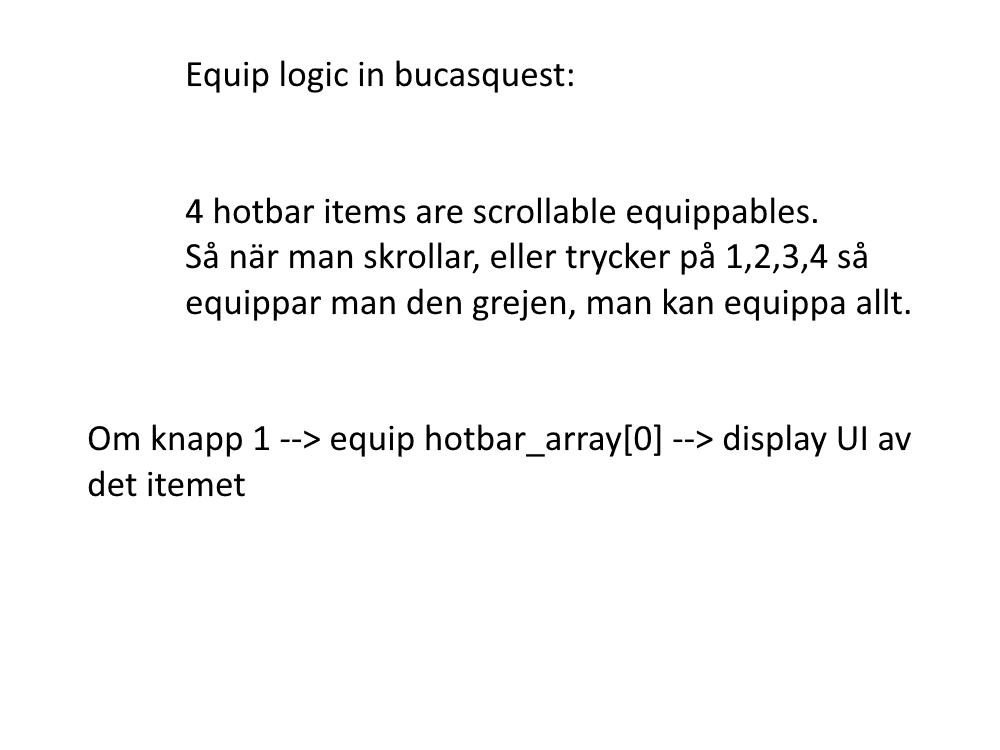 Equip logic in bucasquest:
4 hotbar items are scrollable equippables.
Så när man skrollar, eller trycker på 1,2,3,4 så
equippar man den grejen, man kan equippa allt.
Om knapp 1 --> equip hotbar_array[0] --> display UI av
det itemet